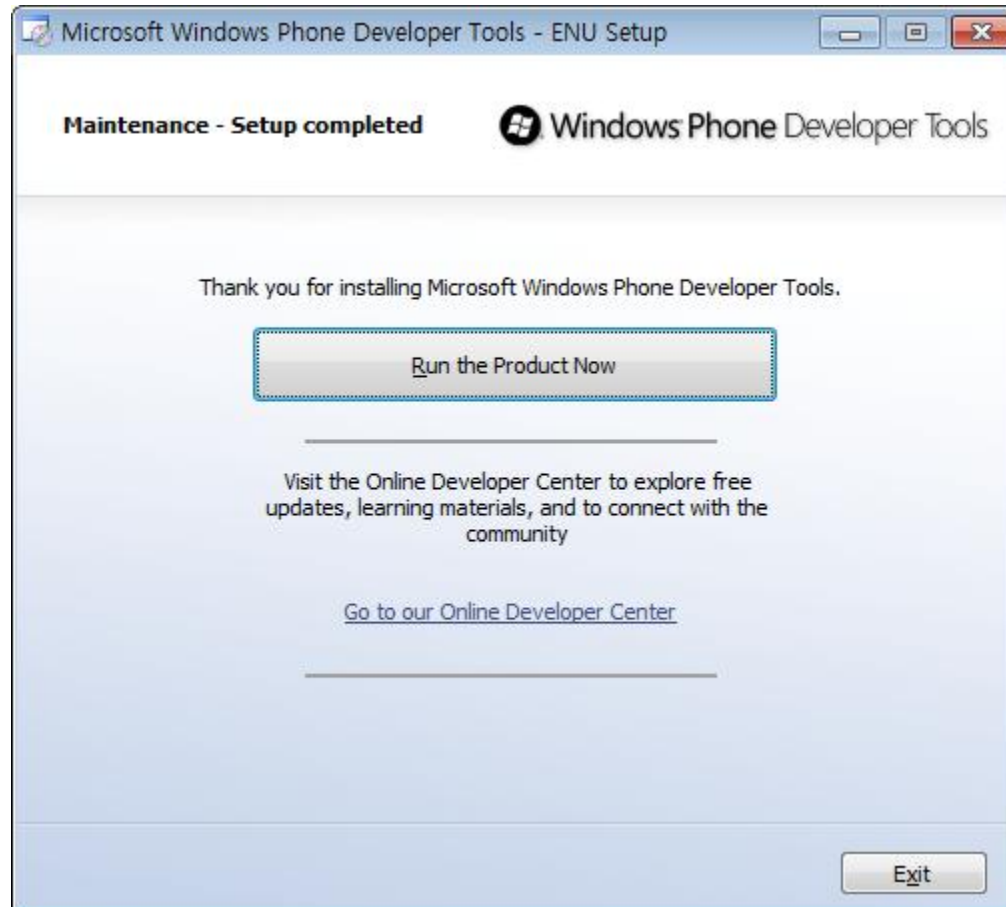 Microsoft Windows Phone Developer Tools - ENU Setup
Maintenance - Setup completed
Windows Phone Developer Tools
Thank you for installing Microsoft Windows Phone Developer Tools.
Run the Product Now
Visit the Online Developer Center to explore free
updates, learning materials, and to connect with the
community
Go to our Online Developer Center
Exit